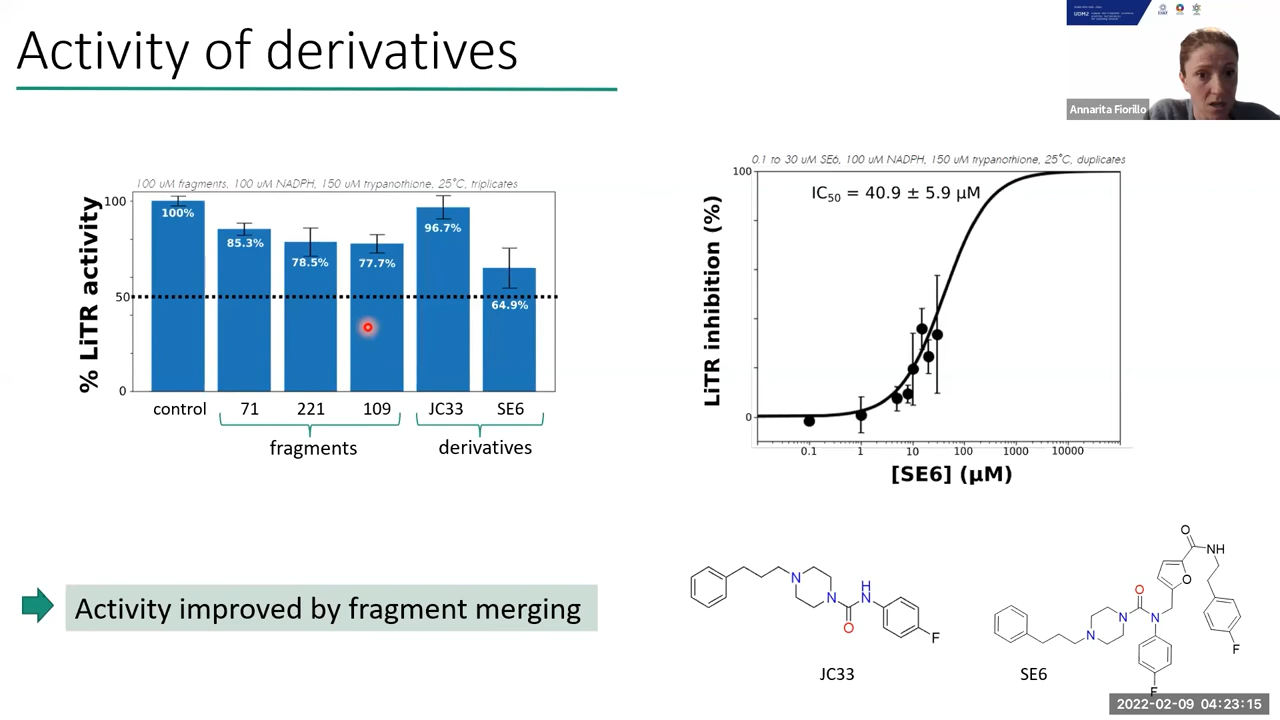 Activity of derivatives
Annarita Fiorillo
100 uM fragments, 100 uM NADPH, 150 uM trypanothione, 25°C, triplicates
% LiTR activity
100
50
0
100%
85.3%
78.5%
77.7%
96.7%
64.9%
control 71 221 109 JC33 SE6
fragments derivatives
0.1 to 30 uM SE6, 100 uM NADPH, 150 uM trypanothione, 25°C, duplicates
IC50 = 40.9 ± 5.9 µM
LiTR inhibition (%)
100
0
0.1 1 10 100 1000 10000
[SE6] (µM)
Activity improved by fragment merging
N
N
O
H
N
F
JC33
N
N
O
N
F
O
O
NH
F
SE6
2022-02-09 04:23:15